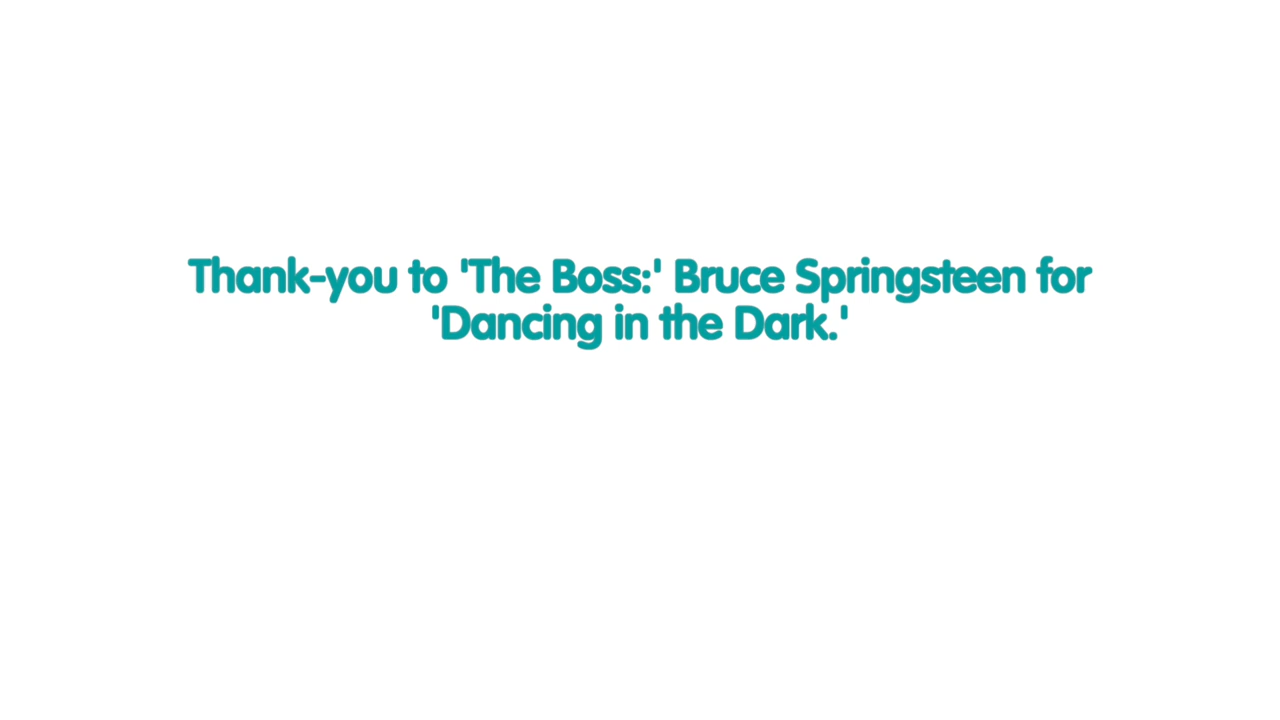 Thank-you to 'The Boss:' Bruce Springsteen for
'Dancing in the Dark.'